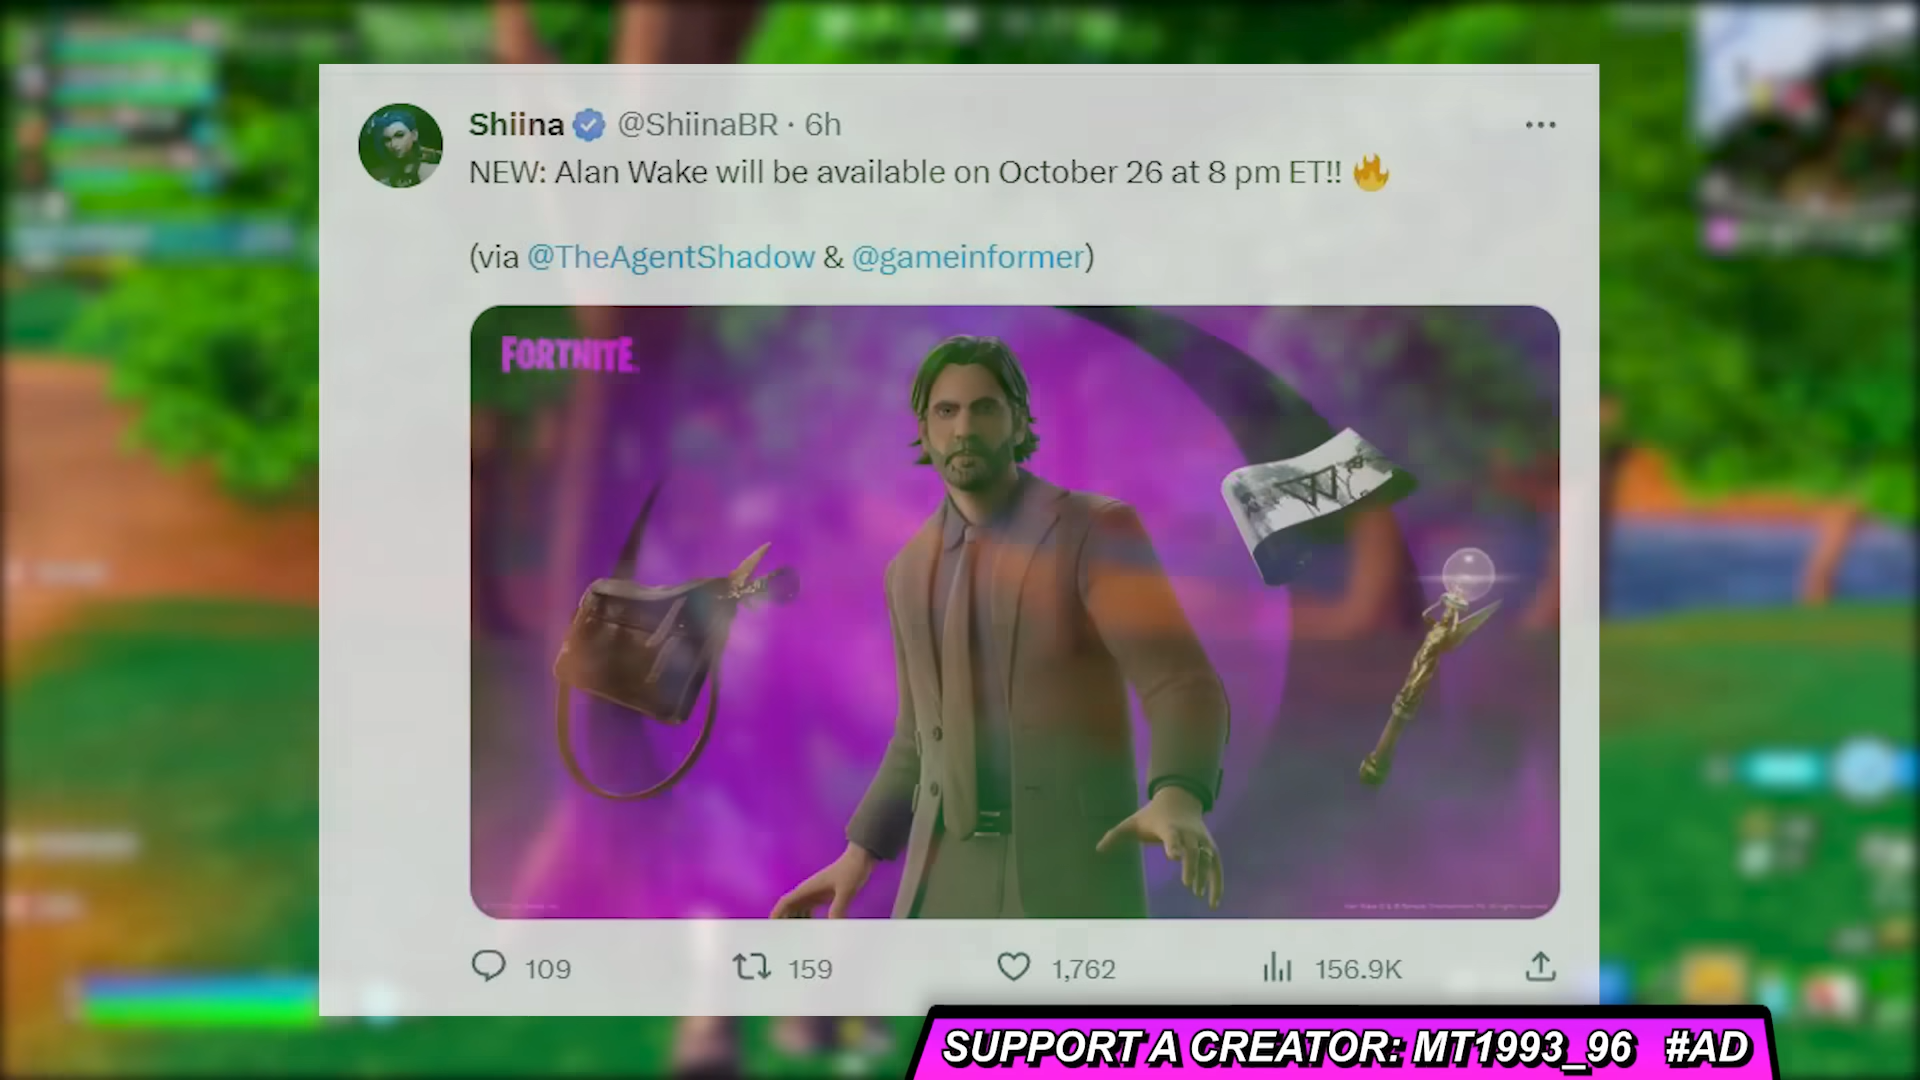 Shiina @ShiinaBR · 6h
NEW: Alan Wake will be available on October 26 at 8 pm ET!! 🔥
(via @TheAgentShadow & @gameinformer)
FORTNITE
109 159 1,762 156.9K
SUPPORT A CREATOR: MT1993_96 #AD